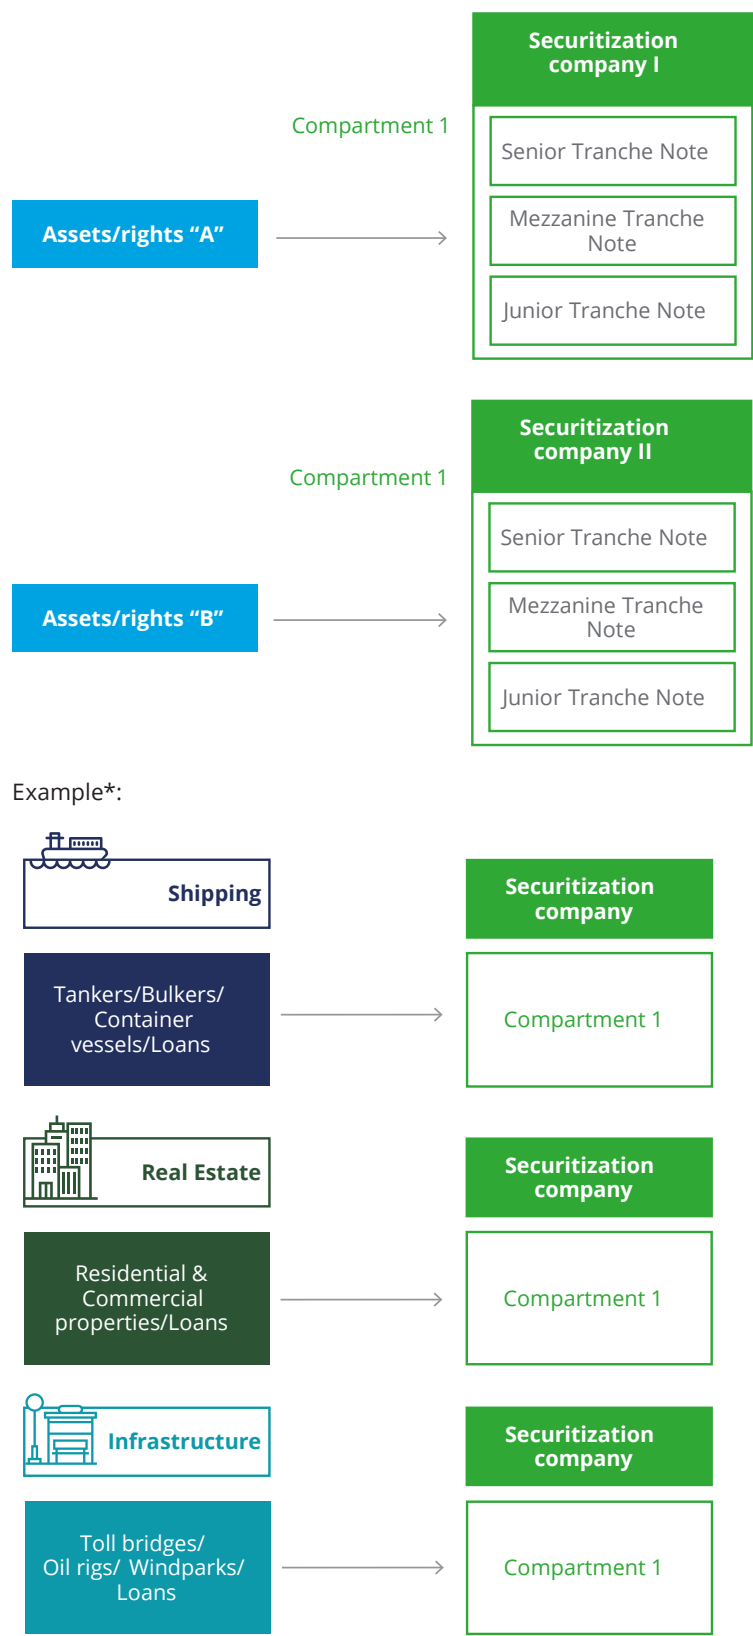 Securitization
company I
Compartment 1
Senior Tranche Note
Assets/rights “A”
Mezzanine Tranche
Note
Junior Tranche Note
Securitization
company II
Compartment 1
Senior Tranche Note
Assets/rights “B”
Mezzanine Tranche
Note
Junior Tranche Note
Example*:
Shipping
Securitization
company
Tankers/Bulkers/
Container
vessels/Loans
Compartment 1
Real Estate
Securitization
company
Residential &
Commercial
properties/Loans
Compartment 1
Infrastructure
Securitization
company
Toll bridges/
Oil rigs/ Windparks/
Loans
Compartment 1